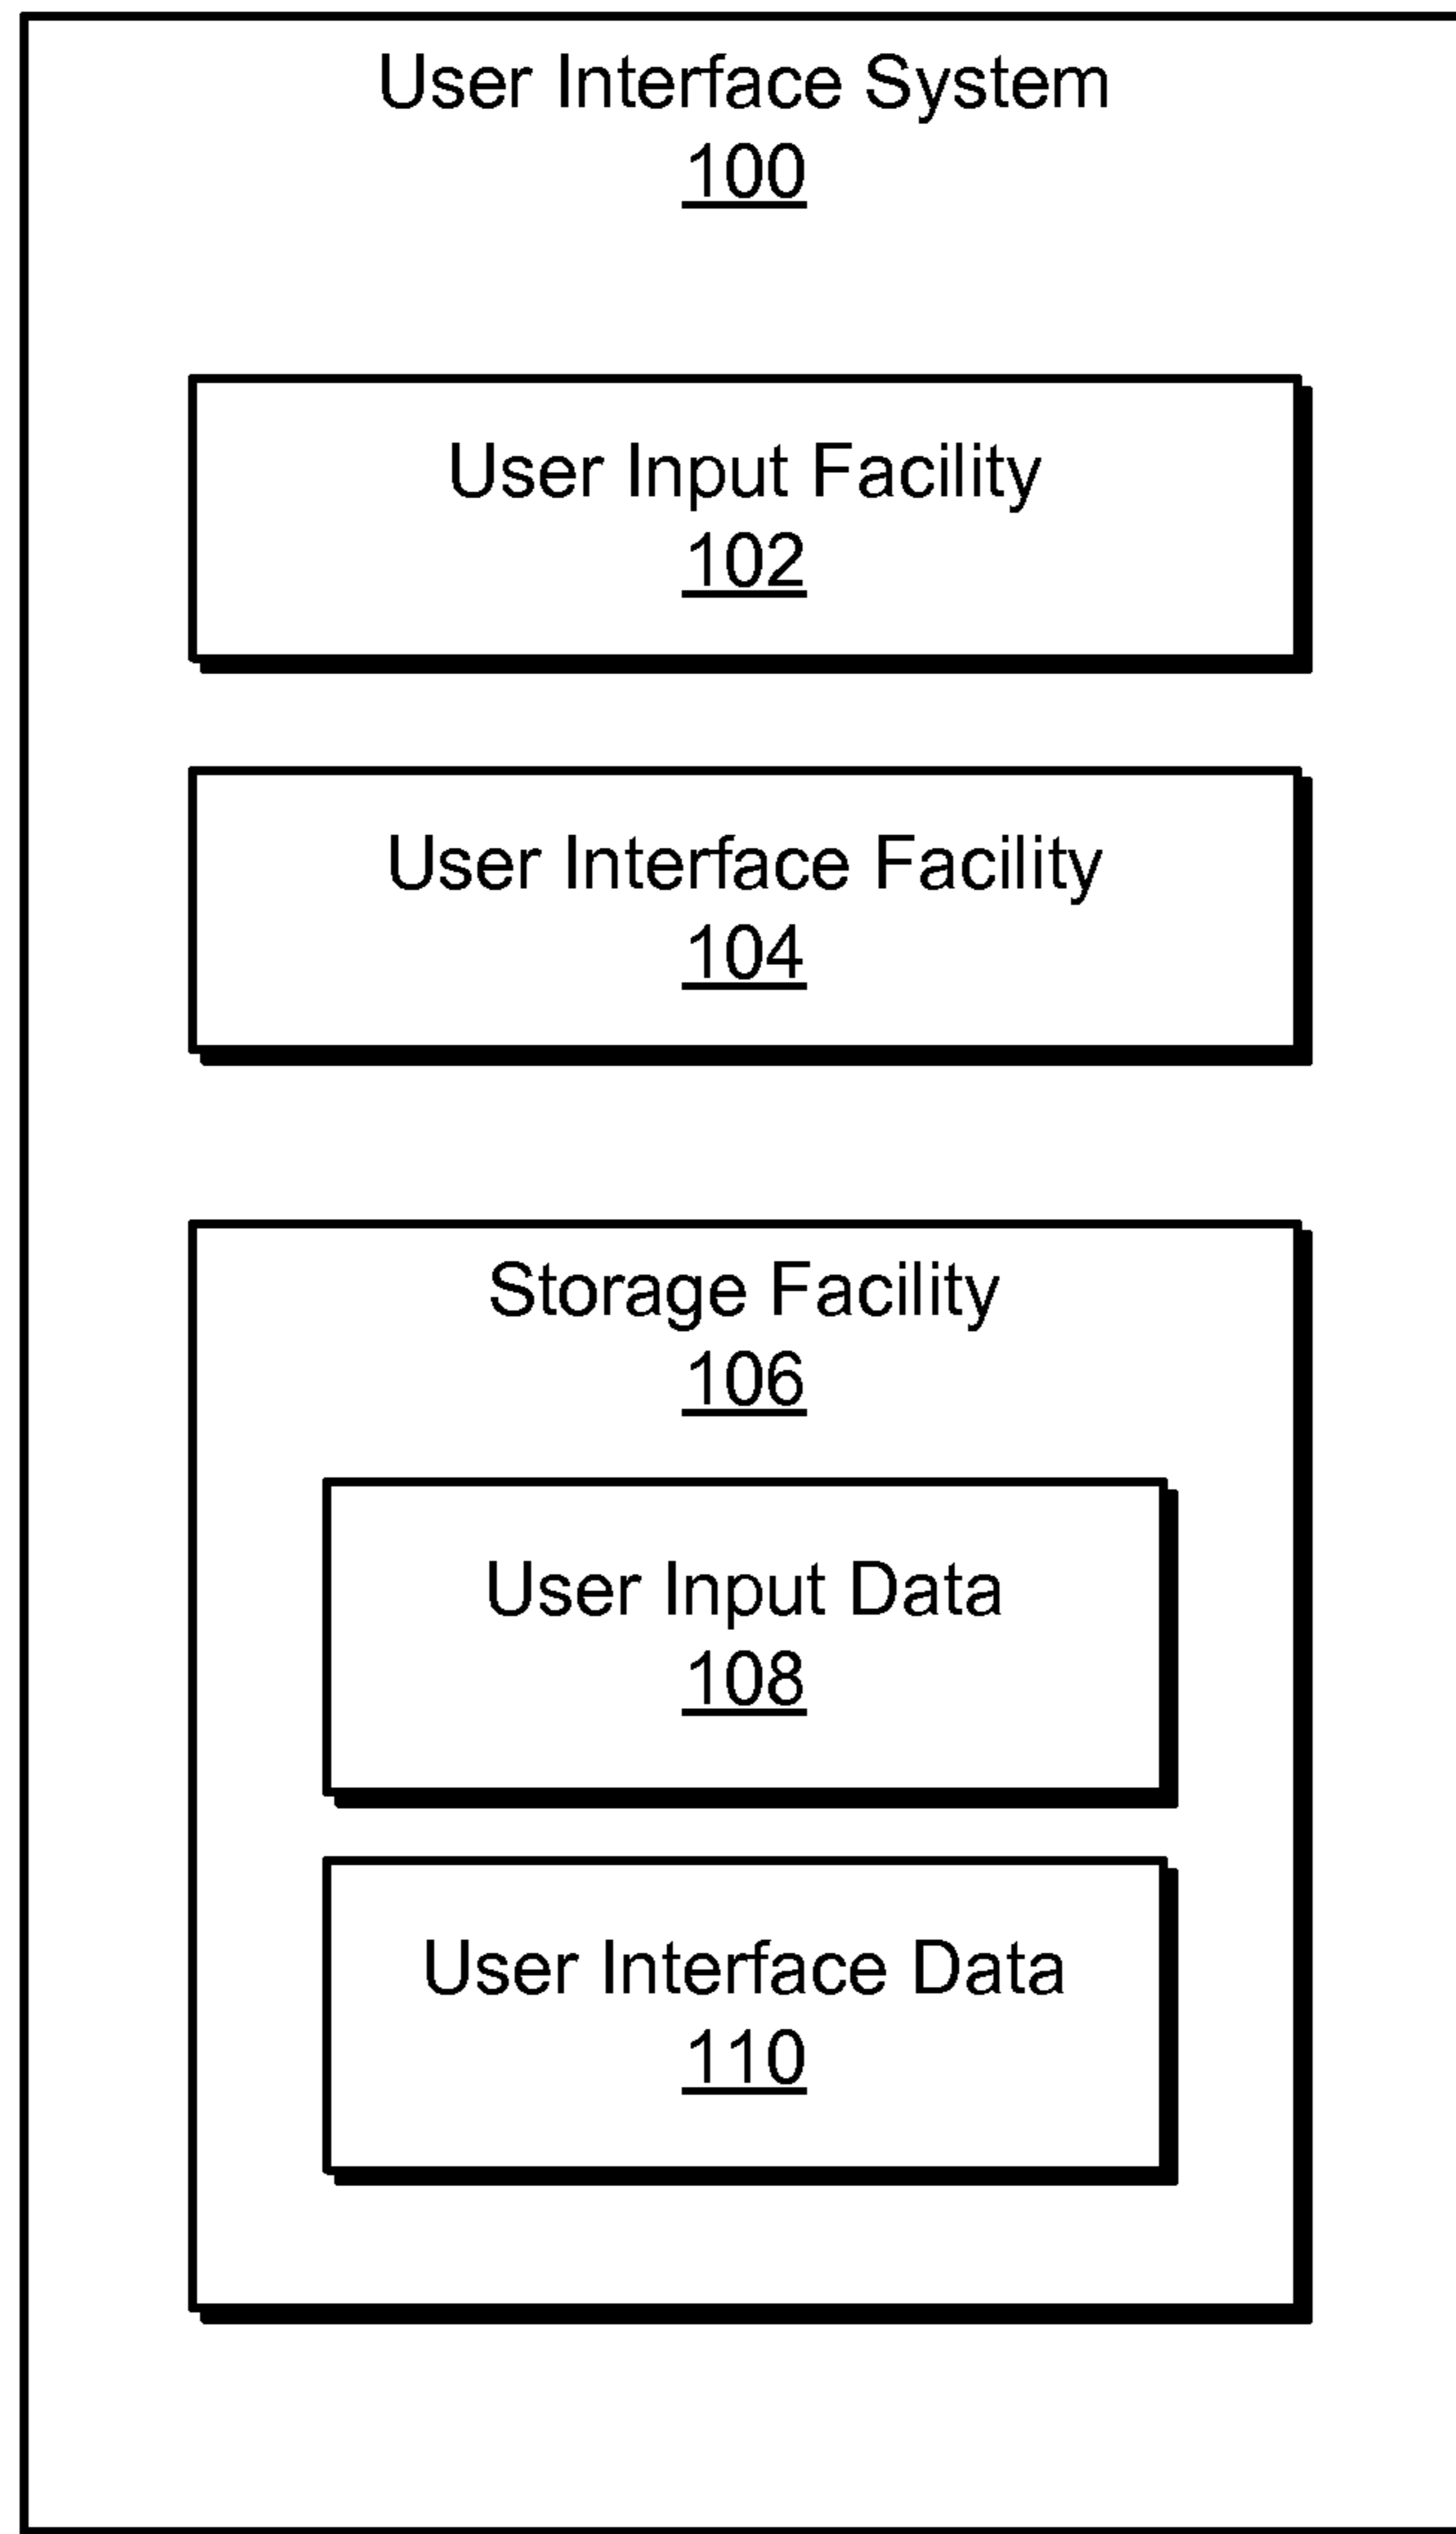 User Interface System
100
User Input Facility
102
User Interface Facility
104
Storage Facility
106
User Input Data
108
User Interface Data
110